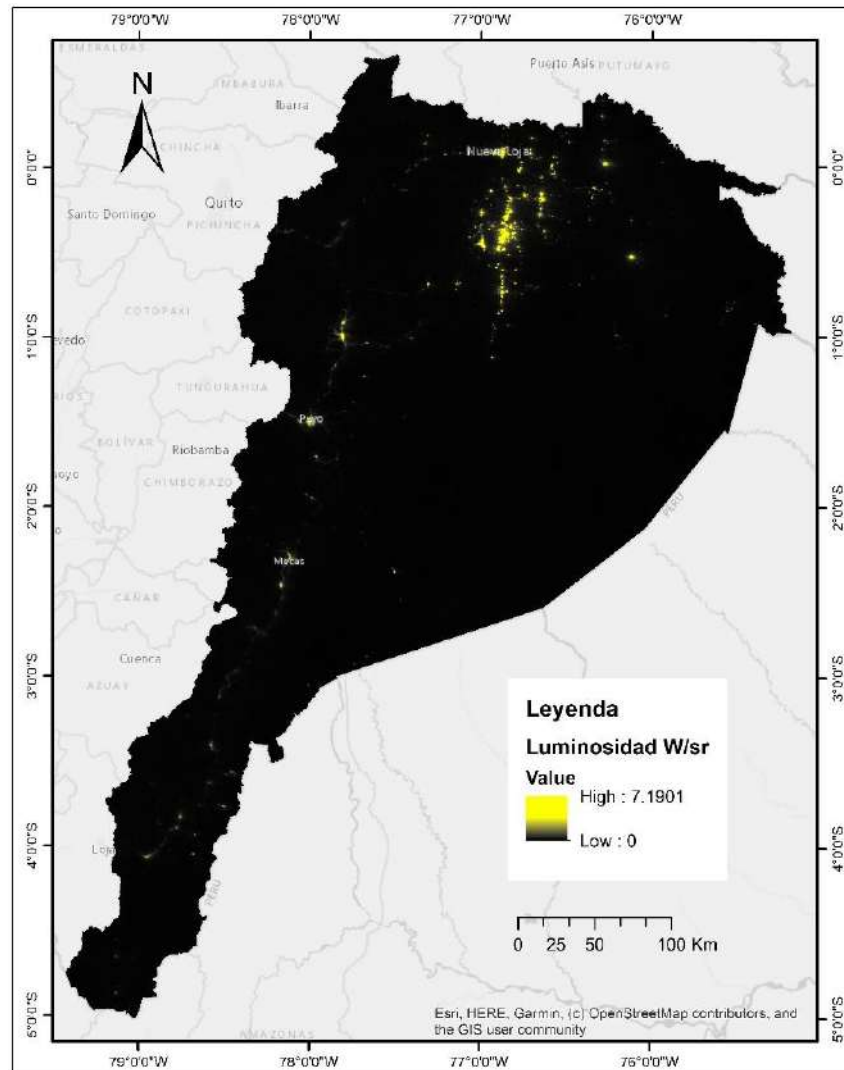 79°0'0"W 78°0'0"W 77°0'0"W 76°0'0"W
ESMERALDAS
IMBABURA
Ibarra
Puerto Asís
PUTUMAYO
N
0°0'0"
0°0'0"
Nueva Loja
Quito
Santo Domingo
PICHINCHA
COTOPAXI
1°0'0"S
1°0'0"S
TUNGURAHUA
Puyo
BOLÍVAR
Riobamba
CHIMBORAZO
PERU
2°0'0"S
2°0'0"S
Macas
CAÑAR
Cuenca
AZUAY
3°0'0"S
3°0'0"S
Leyenda
Luminosidad W/sr
Value
High : 7.1901
Low : 0
4°0'0"S
4°0'0"S
Loja
PERU
0 25 50 100 Km
5°0'0"S
5°0'0"S
AMAZONAS
Esri, HERE, Garmin, (c) OpenStreetMap contributors, and
the GIS user community
79°0'0"W 78°0'0"W 77°0'0"W 76°0'0"W